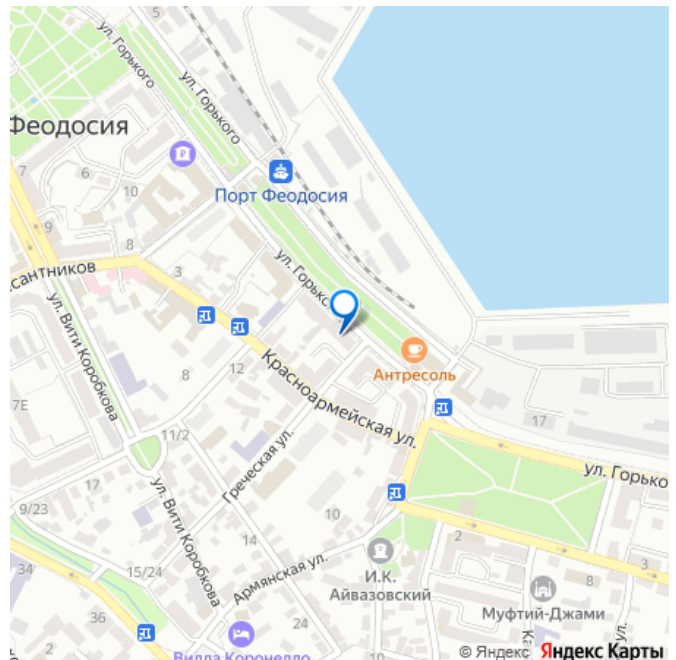 5
ул. Горького
ул. Горького
Феодосия
7
6
10
Порт Феодосия
9
8
3
сантников
ул. Горьк
ул. Вити Коробкова
Антресоль
8
12
Красноармейская ул.
7Е
17
11/2
Греческая ул.
17
ул. Горько
ул. Вити Коробкова
9/23
10
14
2
34
15/24
Армянская ул.
И.К.
Айвазовский
8
3
36
Муфтий-Джами
24
Вилла Коронелло
Ка
ул.
© Яндекс Яндекс Карты